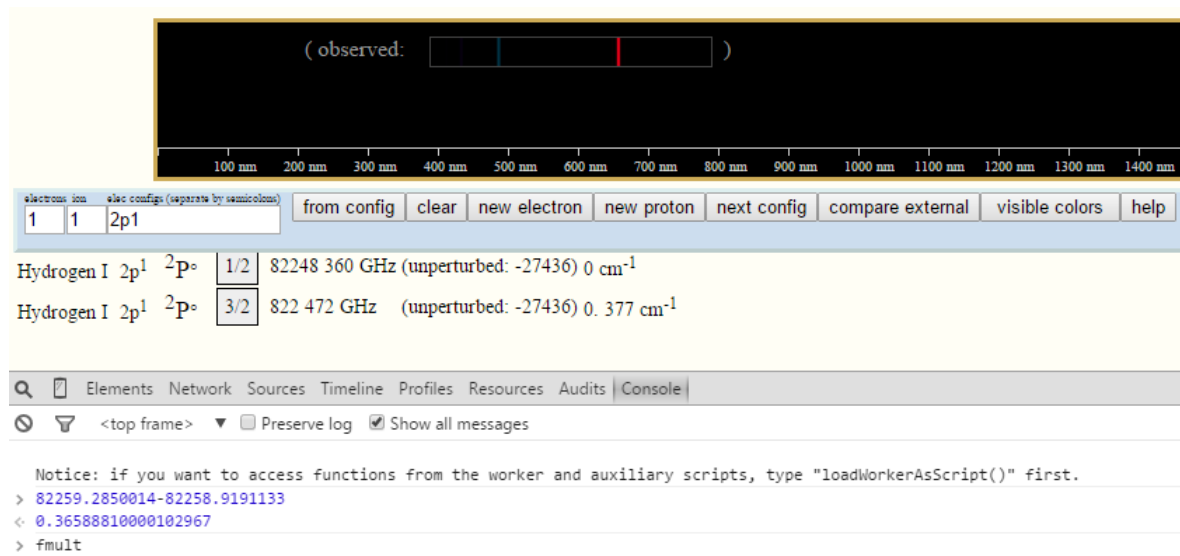 ( observed: )
100 nm 200 nm 300 nm 400 nm 500 nm 600 nm 700 nm 800 nm 900 nm 1000 nm 1100 nm 1200 nm 1300 nm 1400 nm
electrons ion elec configs (separate by semicolons)
1 1 2p1 from config clear new electron new proton next config compare external visible colors help
Hydrogen I 2p¹ ²P° 1/2 82248 360 GHz (unperturbed: -27436) 0 cm⁻¹
Hydrogen I 2p¹ ²P° 3/2 822 472 GHz (unperturbed: -27436) 0. 377 cm⁻¹
Elements Network Sources Timeline Profiles Resources Audits Console
<top frame> ▼ Preserve log Show all messages
Notice: if you want to access functions from the worker and auxiliary scripts, type "loadWorkerAsScript()" first.
> 82259.2850014-82258.9191133
< 0.36588810000102967
> fmult